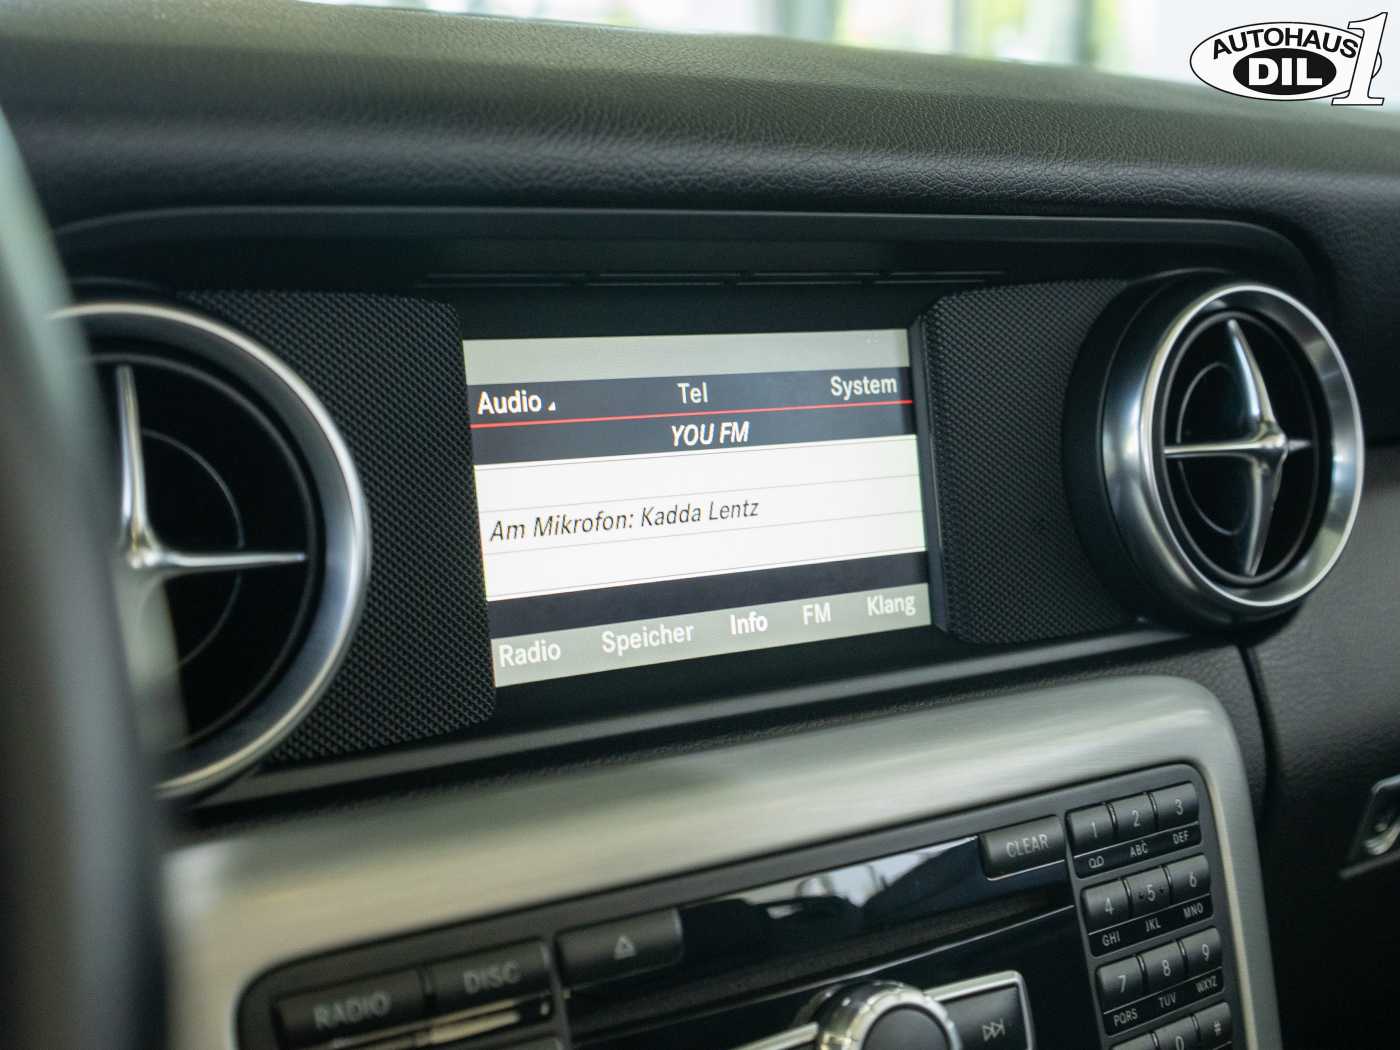 AUTOHAUS
DIL 1
Audio Tel System
YOU FM
Am Mikrofon: Kadda Lentz
Radio Speicher Info FM Klang
CLEAR 1 2 3
ABC DEF
4 5 6
GHI JKL MNO
RADIO DISC 7 8 9
PQRS TUV WXYZ
0 #